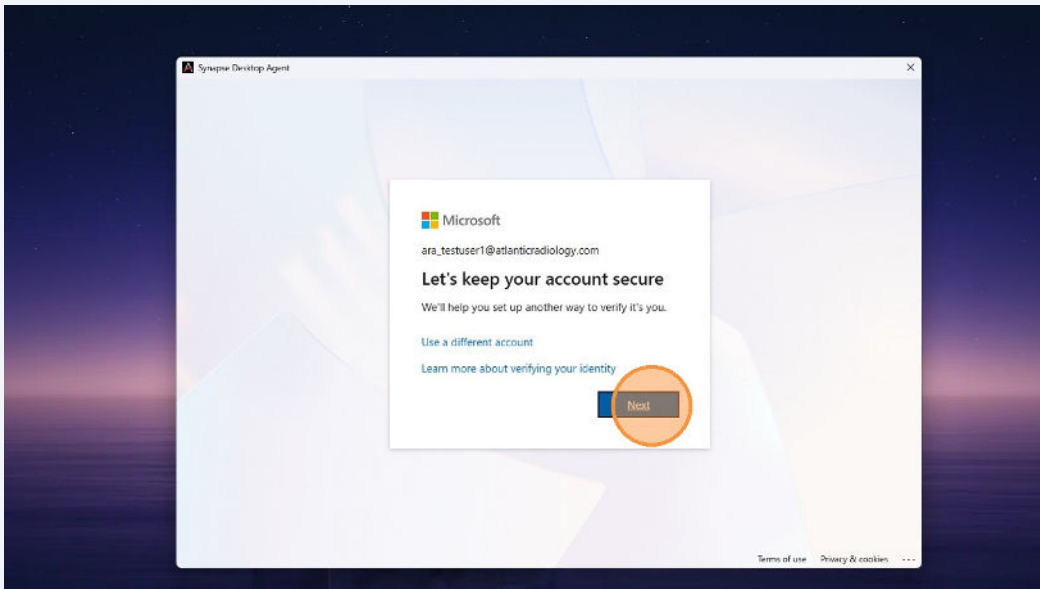 Synapse Desktop Agent
Microsoft
ara_testuser1@atlanticradiology.com
Let's keep your account secure
We'll help you set up another way to verify it's you.
Use a different account
Learn more about verifying your identity
Next
Terms of use Privacy & cookies ...